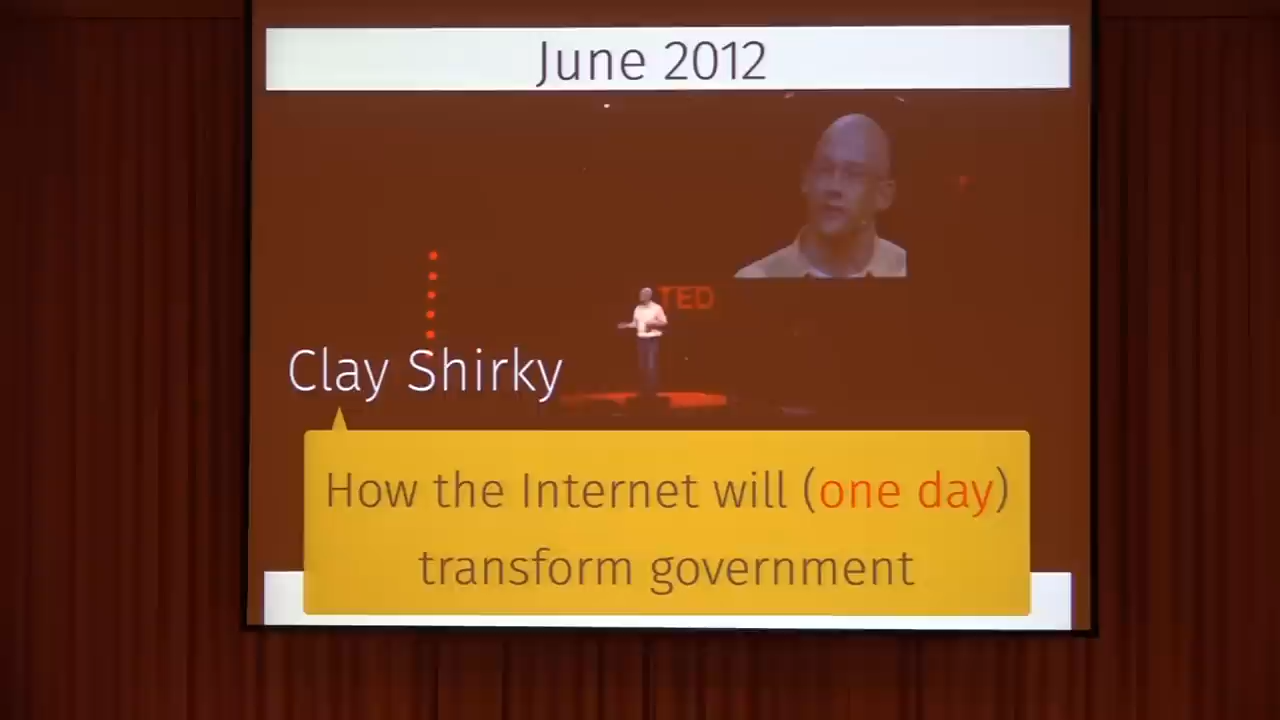 June 2012
TED
Clay Shirky
How the Internet will (one day)
transform government